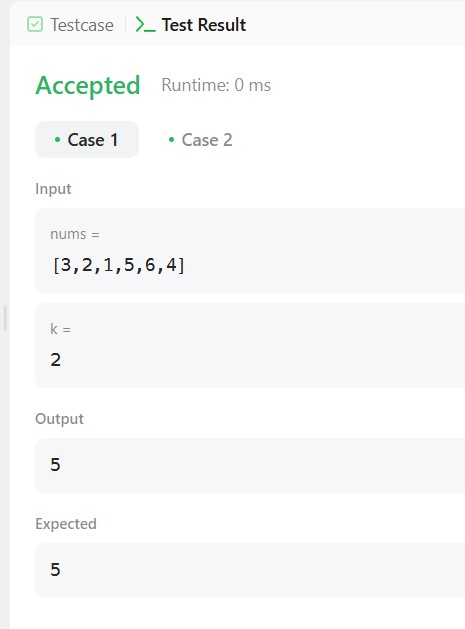 Testcase
Test Result
Accepted Runtime: 0 ms
Case 1 Case 2
Input
nums =
[3,2,1,5,6,4]
k =
2
Output
5
Expected
5